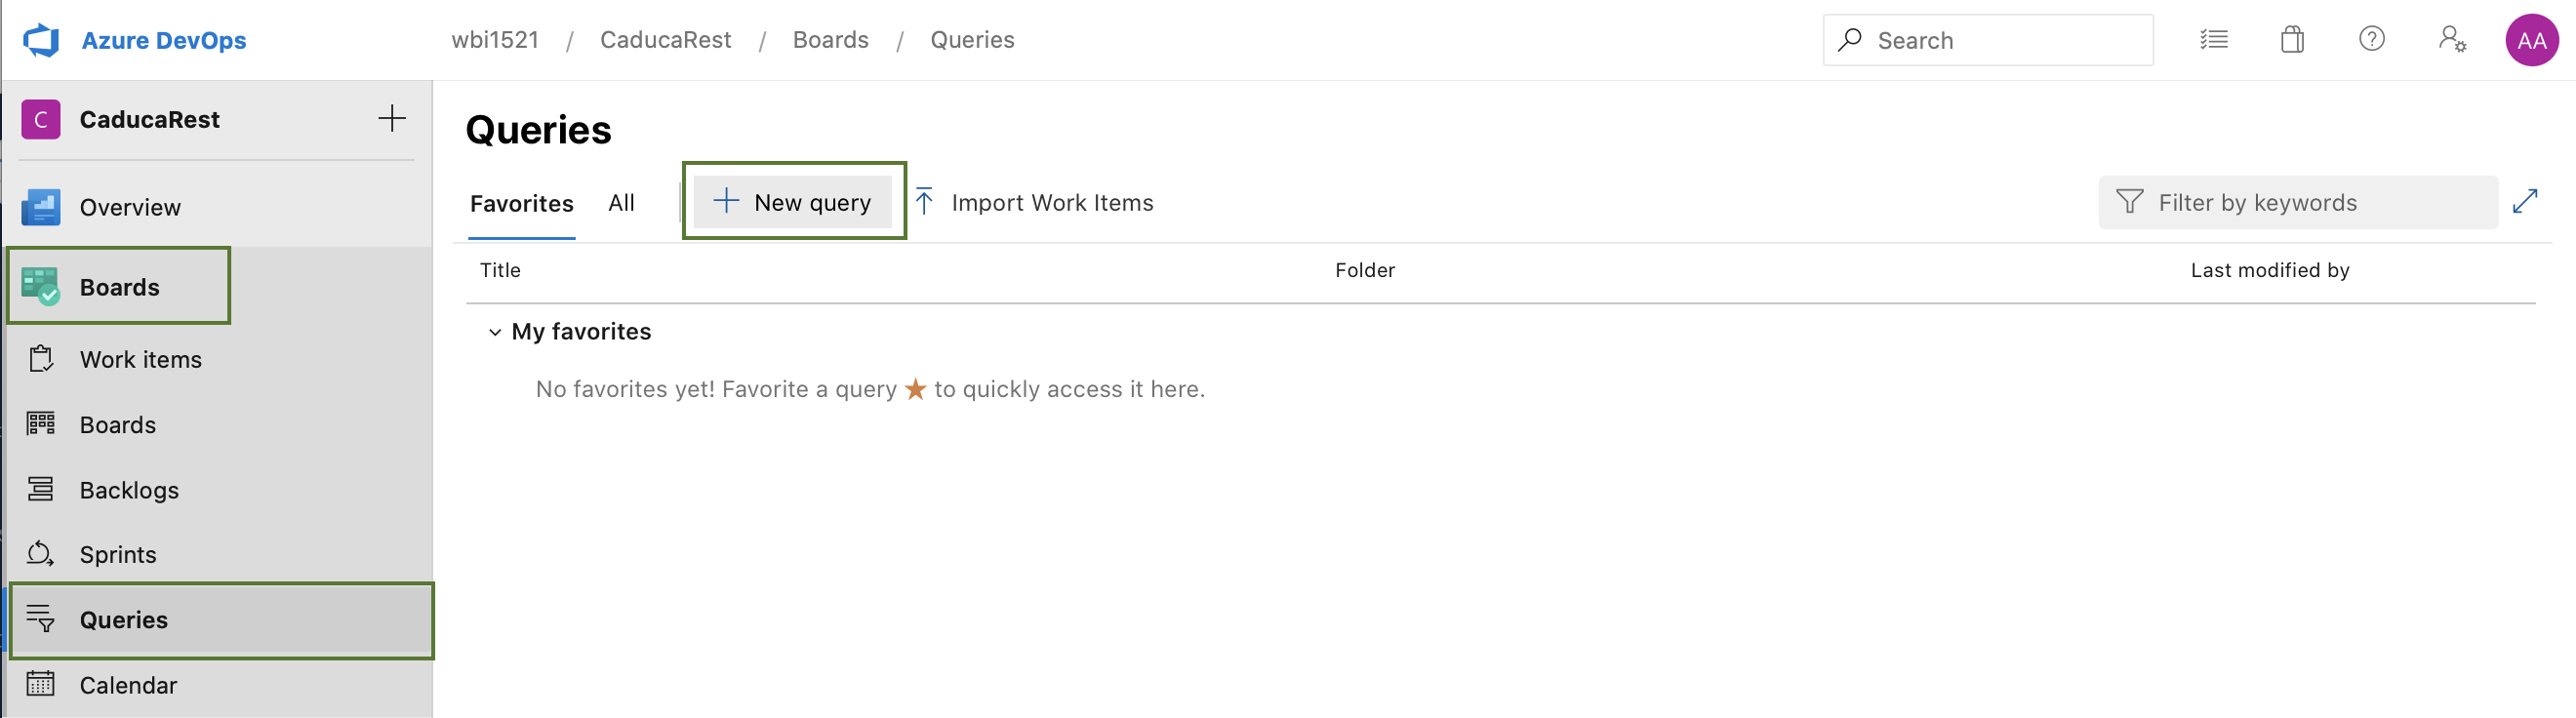 Azure DevOps
wbi1521 / CaducaRest / Boards / Queries
Search
AA
C CaducaRest
Overview
Boards
Work items
Boards
Backlogs
Sprints
Queries
Calendar
Queries
Favorites All New query Import Work Items
Filter by keywords
Title Folder Last modified by
My favorites
No favorites yet! Favorite a query ★ to quickly access it here.